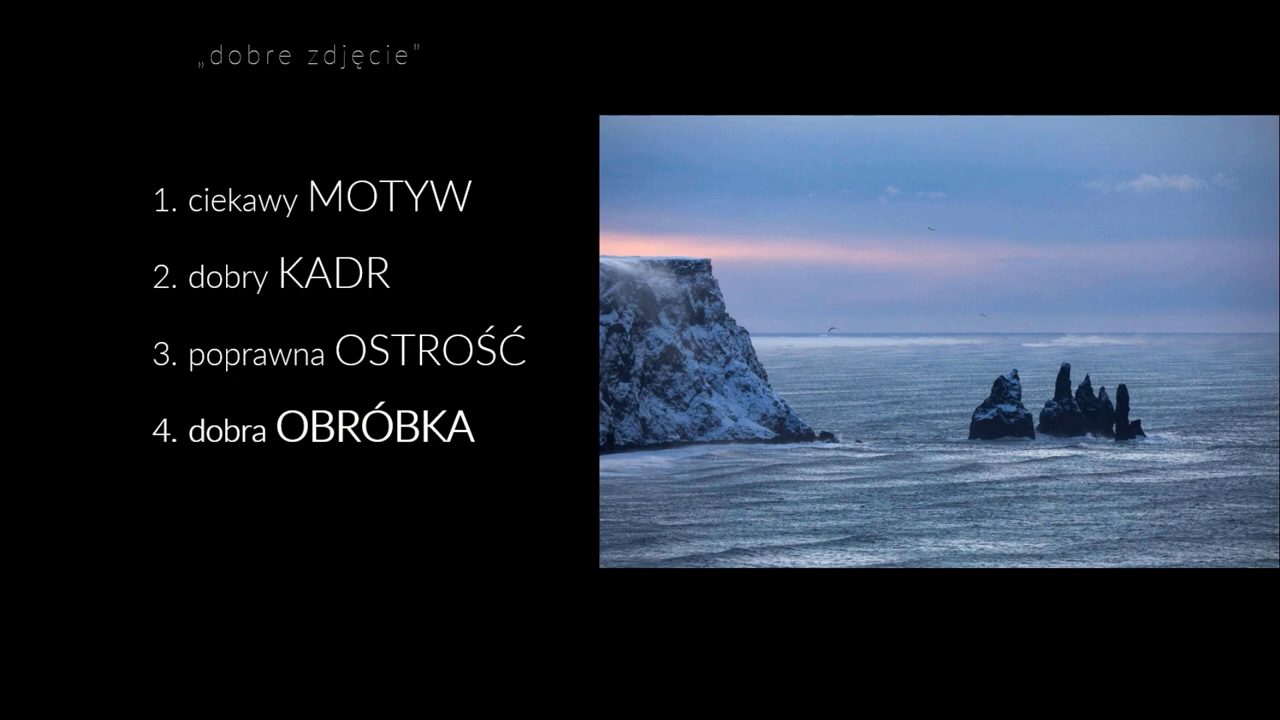 „dobre zdjęcie”
1. ciekawy MOTYW
2. dobry KADR
3. poprawna OSTROŚĆ
4. dobra OBRÓBKA